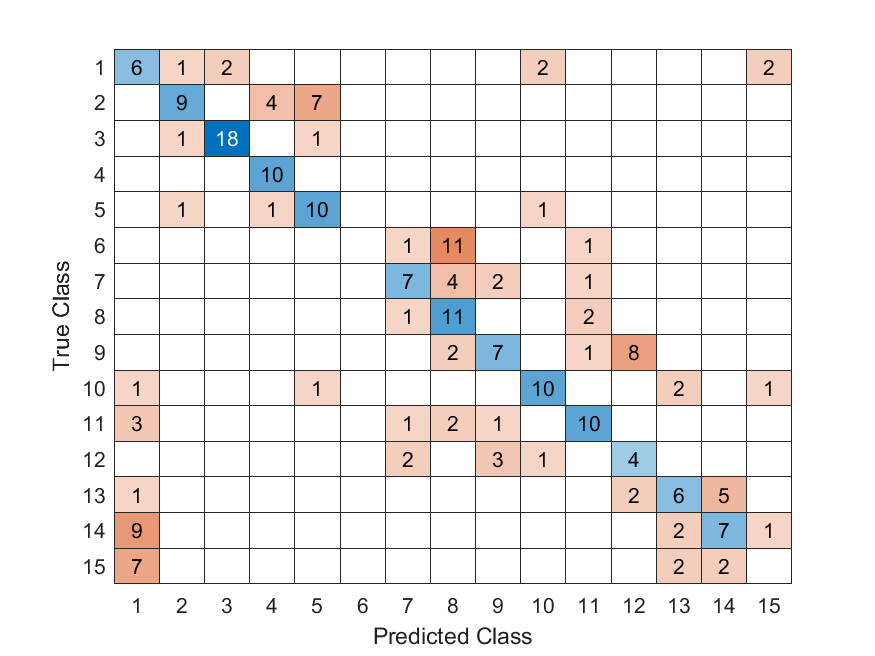 1 6 1 2 2 2
2 9 4 7
3 1 18 1
4 10
5 1 1 10 1
6 1 11 1
7 7 4 2 1
8 1 11 2
9 2 7 1 8
10 1 1 10 2 1
11 3 1 2 1 10
12 2 3 1 4
13 1 2 6 5
14 9 2 7 1
15 7 2 2
1 2 3 4 5 6 7 8 9 10 11 12 13 14 15
Predicted Class
True Class